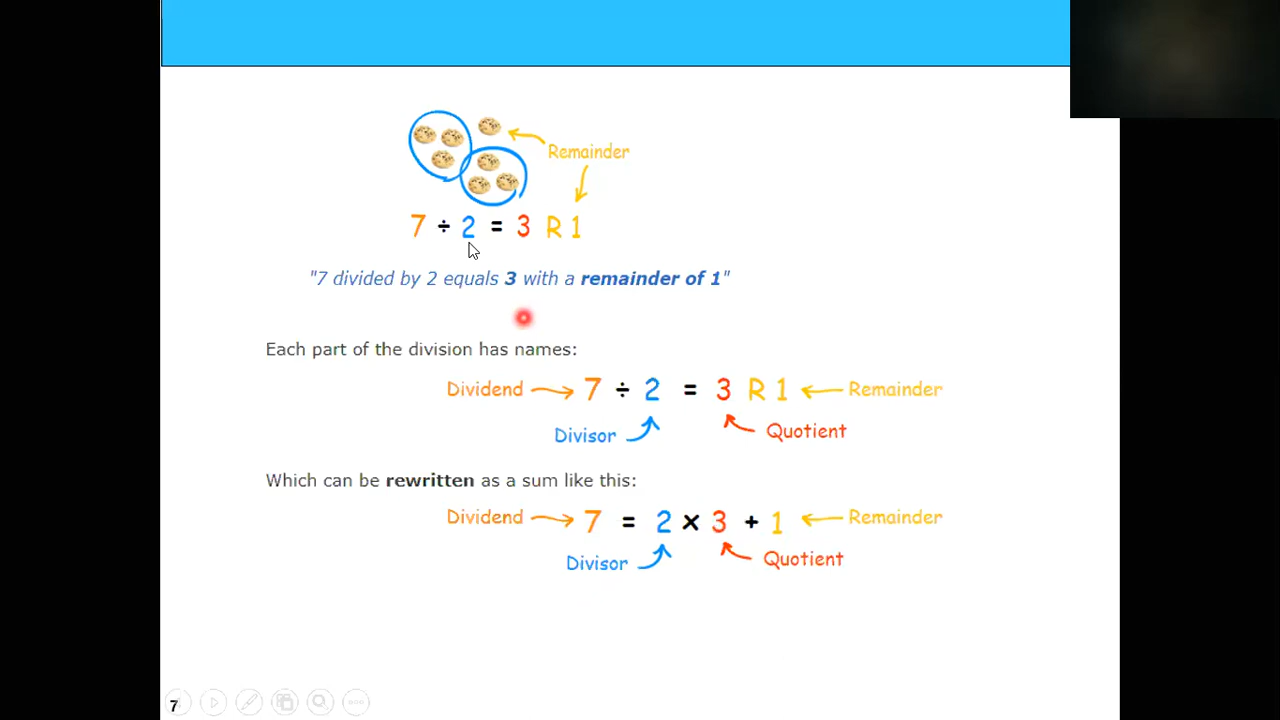 Remainder
7 ÷ 2 = 3 R 1
"7 divided by 2 equals 3 with a remainder of 1"
Each part of the division has names:
Dividend 7 ÷ 2 = 3 R 1 Remainder
Divisor Quotient
Which can be rewritten as a sum like this:
Dividend 7 = 2 × 3 + 1 Remainder
Divisor Quotient
7